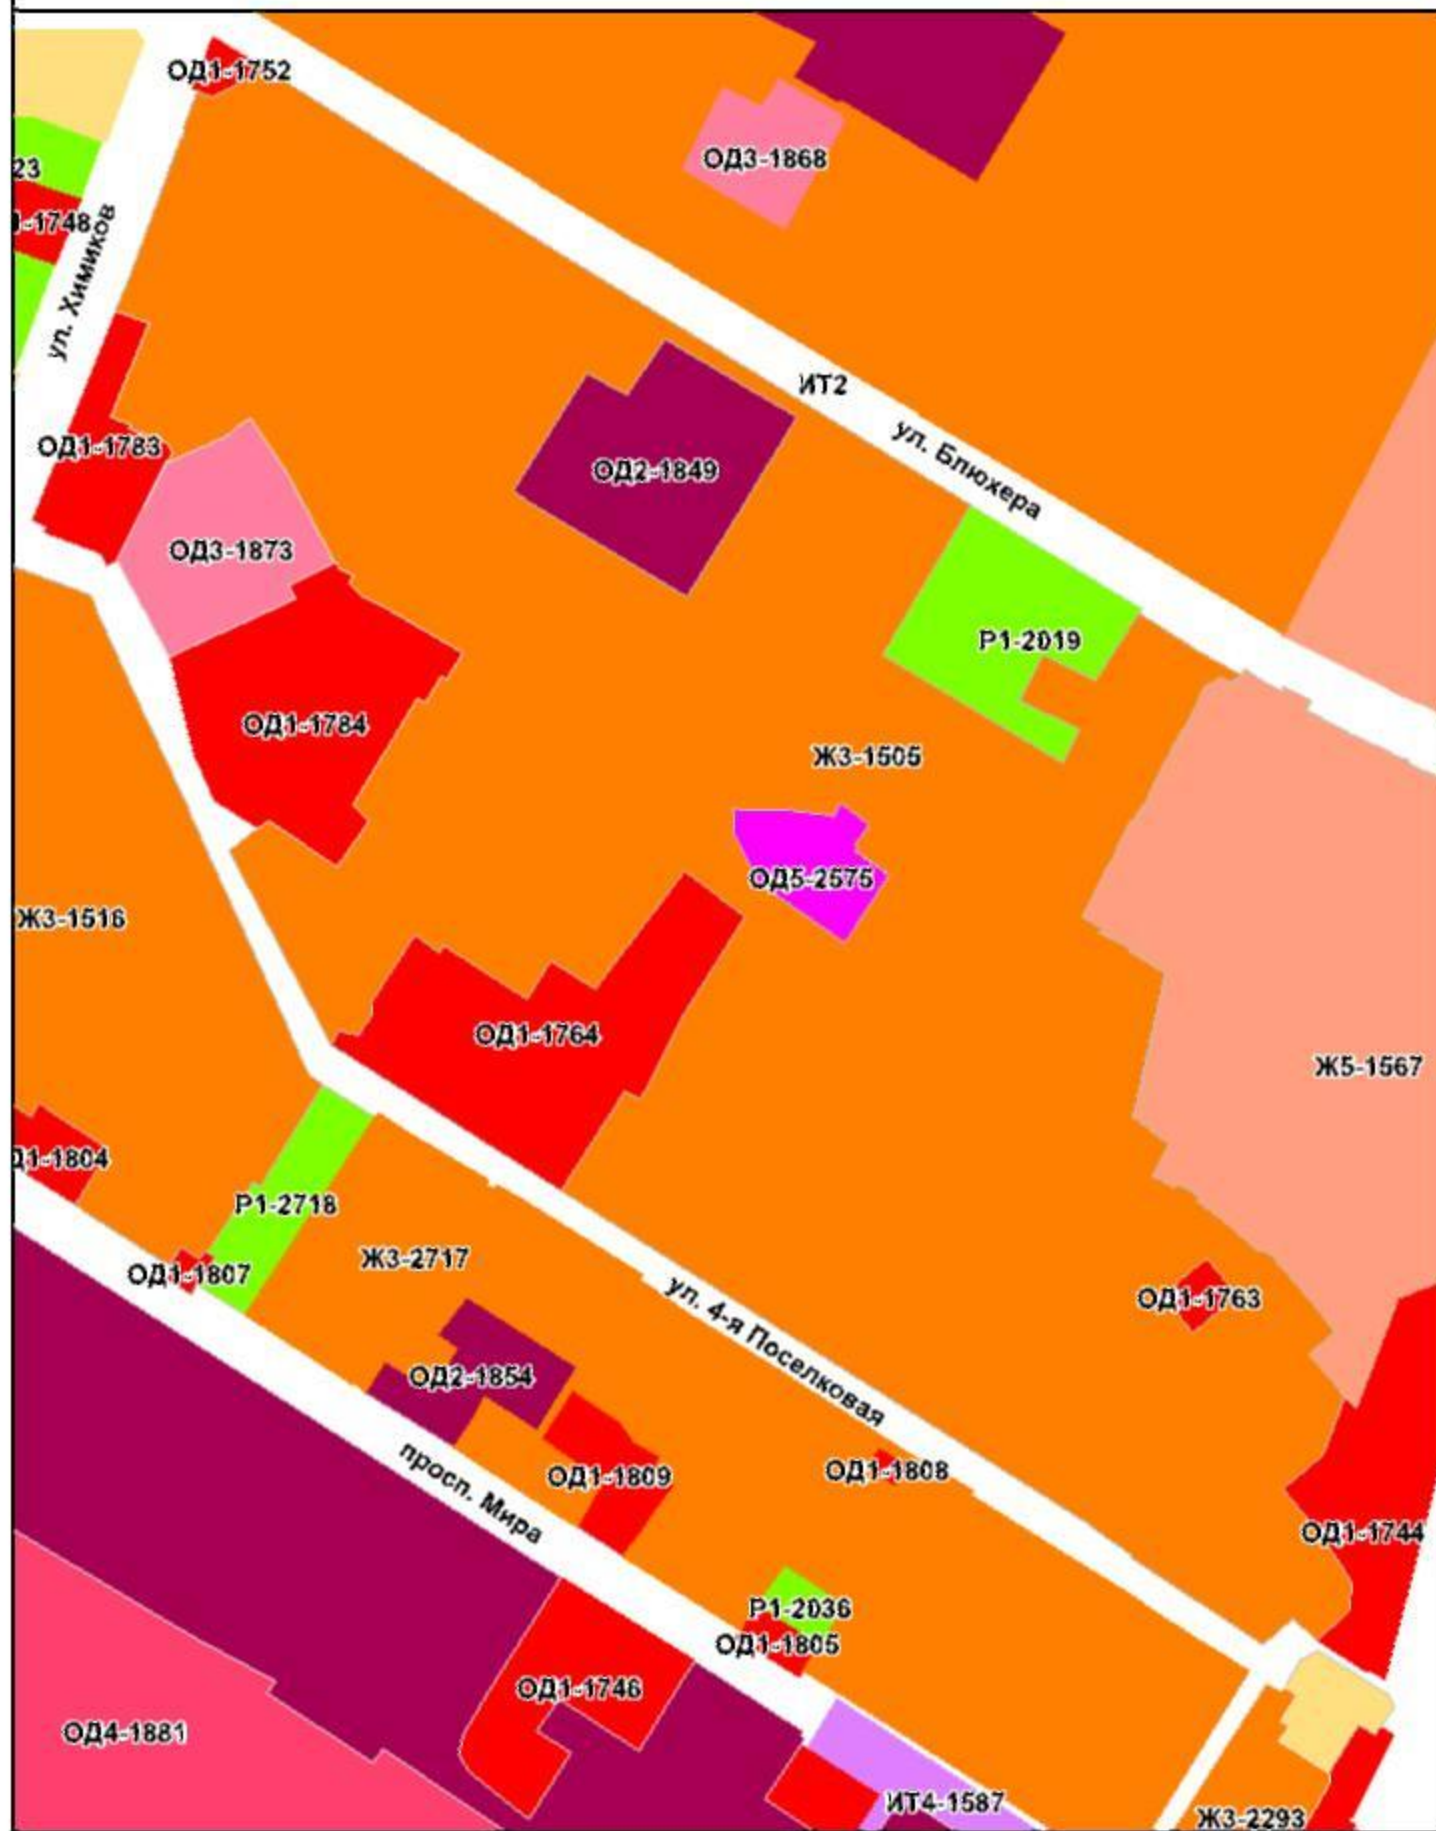 ОД1-1752
ОД3-1868
23
-1748
ул. Химиков
ИТ2
ул. Блюхера
ОД1-1783
ОД2-1849
ОД3-1873
Р1-2019
ОД1-1784
Ж3-1505
ОД5-2575
Ж3-1516
ОД1-1764
Ж5-1567
Д1-1804
Р1-2718
Ж3-2717
ОД1-1807
ОД1-1763
ул. 4-я Поселковая
ОД2-1854
просп. Мира
ОД1-1809
ОД1-1808
ОД1-1744
Р1-2036
ОД1-1805
ОД1-1746
ОД4-1881
ИТ4-1587
Ж3-2293